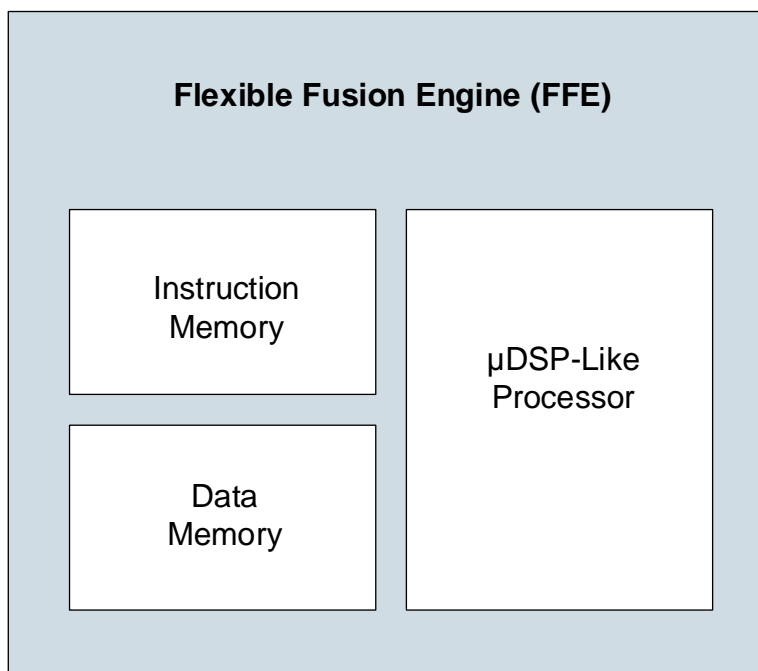 Flexible Fusion Engine (FFE)
Instruction
Memory
µDSP-Like
Processor
Data
Memory